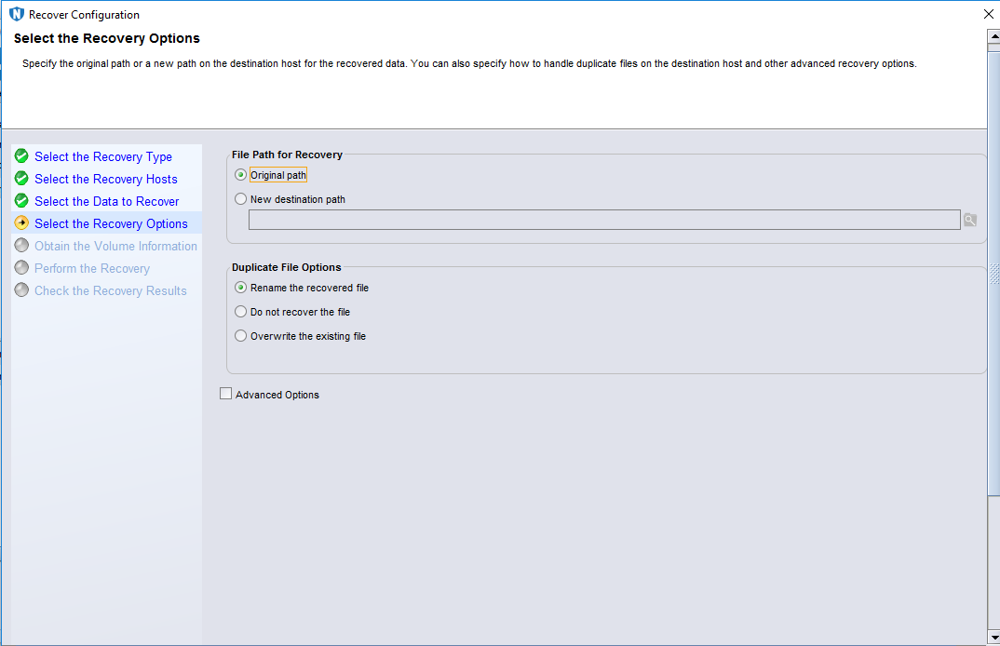 Recover Configuration
Select the Recovery Options
Specify the original path or a new path on the destination host for the recovered data. You can also specify how to handle duplicate files on the destination host and other advanced recovery options.
Select the Recovery Type
Select the Recovery Hosts
Select the Data to Recover
Select the Recovery Options
Obtain the Volume Information
Perform the Recovery
Check the Recovery Results
File Path for Recovery
Original path
New destination path
Duplicate File Options
Rename the recovered file
Do not recover the file
Overwrite the existing file
Advanced Options